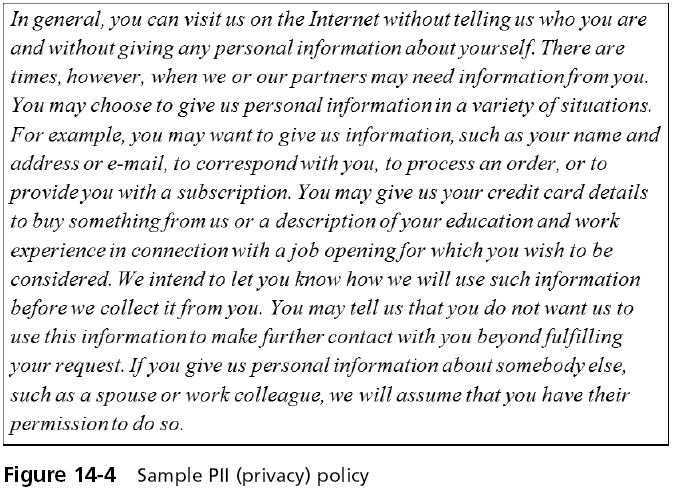 In general, you can visit us on the Internet without telling us who you are
and without giving any personal information about yourself. There are
times, however, when we or our partners may need information from you.
You may choose to give us personal information in a variety of situations.
For example, you may want to give us information, such as your name and
address or e-mail, to correspond with you, to process an order, or to
provide you with a subscription. You may give us your credit card details
to buy something from us or a description of your education and work
experience in connection with a job opening for which you wish to be
considered. We intend to let you know how we will use such information
before we collect it from you. You may tell us that you do not want us to
use this information to make further contact with you beyond fulfilling
your request. If you give us personal information about somebody else,
such as a spouse or work colleague, we will assume that you have their
permission to do so.
Figure 14-4 Sample PII (privacy) policy